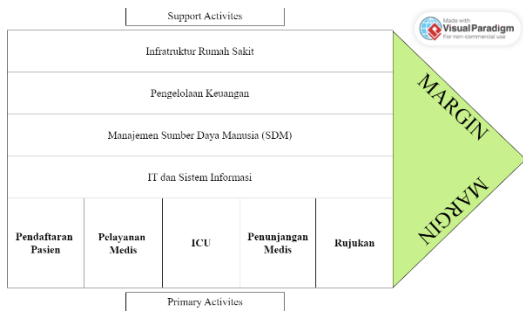 Support Activites
Made with
Visual Paradigm
For non-commercial use
Infratruktur Rumah Sakit
Pengelolaan Keuangan
Manajemen Sumber Daya Manusia (SDM)
IT dan Sistem Informasi
MARGIN
MARGIN
Pendaftaran
Pasien
Pelayanan
Medis
ICU
Penunjangan
Medis
Rujukan
Primary Activites